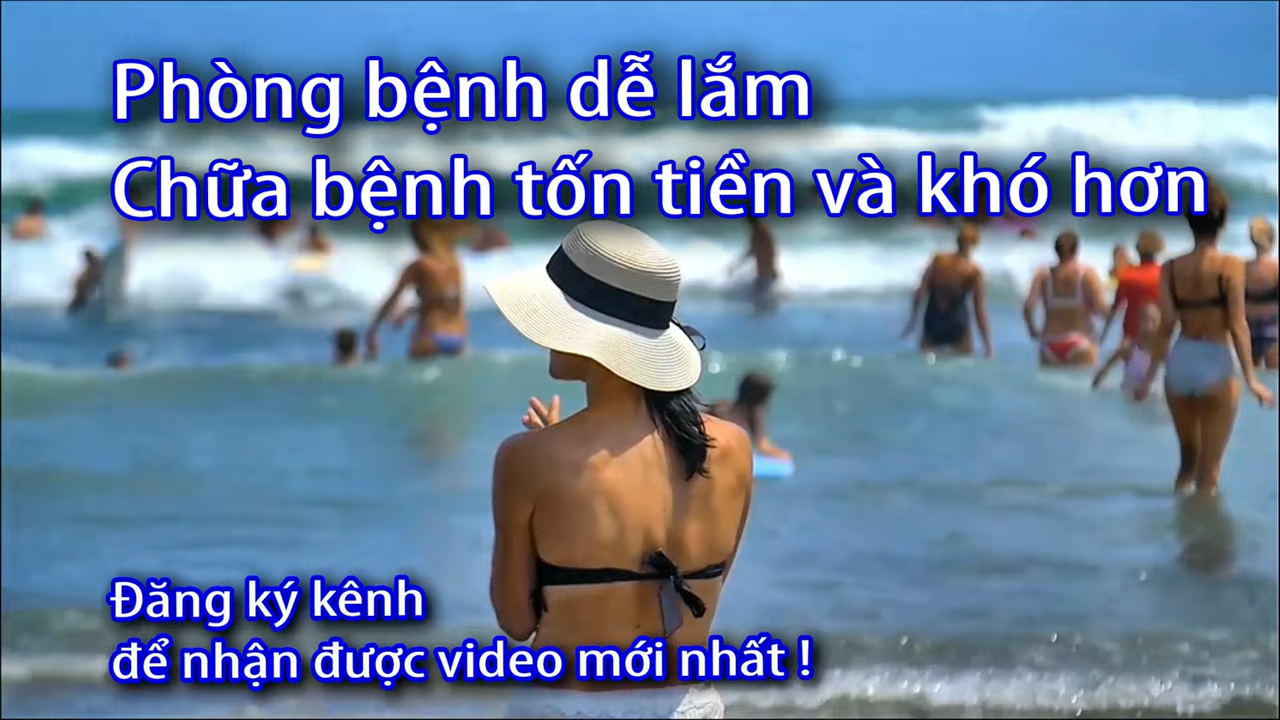 Phòng bệnh dễ lắm
Chữa bệnh tốn tiền và khó hơn
Đăng ký kênh
để nhận được video mới nhất !